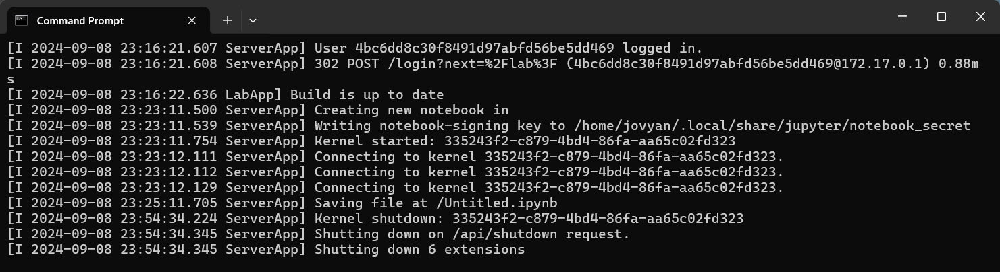 Command Prompt
[I 2024-09-08 23:16:21.607 ServerApp] User 4bc6dd8c30f8491d97abfd56be5dd469 logged in.
[I 2024-09-08 23:16:21.608 ServerApp] 302 POST /login?next=%2Flab%3F (4bc6dd8c30f8491d97abfd56be5dd469@172.17.0.1) 0.88m
s
[I 2024-09-08 23:16:22.636 LabApp] Build is up to date
[I 2024-09-08 23:23:11.500 ServerApp] Creating new notebook in
[I 2024-09-08 23:23:11.539 ServerApp] Writing notebook-signing key to /home/jovyan/.local/share/jupyter/notebook_secret
[I 2024-09-08 23:23:11.754 ServerApp] Kernel started: 335243f2-c879-4bd4-86fa-aa65c02fd323
[I 2024-09-08 23:23:12.111 ServerApp] Connecting to kernel 335243f2-c879-4bd4-86fa-aa65c02fd323.
[I 2024-09-08 23:23:12.112 ServerApp] Connecting to kernel 335243f2-c879-4bd4-86fa-aa65c02fd323.
[I 2024-09-08 23:23:12.129 ServerApp] Connecting to kernel 335243f2-c879-4bd4-86fa-aa65c02fd323.
[I 2024-09-08 23:25:11.705 ServerApp] Saving file at /Untitled.ipynb
[I 2024-09-08 23:54:34.224 ServerApp] Kernel shutdown: 335243f2-c879-4bd4-86fa-aa65c02fd323
[I 2024-09-08 23:54:34.345 ServerApp] Shutting down on /api/shutdown request.
[I 2024-09-08 23:54:34.345 ServerApp] Shutting down 6 extensions